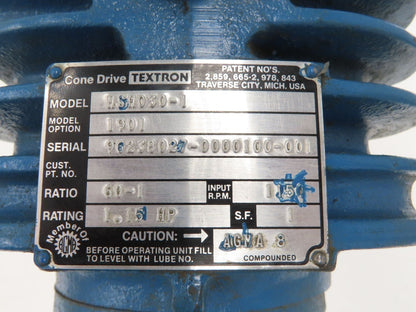 Cone Drive TEXTRON
PATENT NO'S.
2,859, 665-2, 978, 843
TRAVERSE CITY, MICH. USA
MODEL
MODEL OPTION 1901
SERIAL
CUST. PT. NO.
RATIO 60-1 INPUT R.P.M.
RATING 1.15 HP S.F. 1
Member Of
CAUTION: AGMA 8
BEFORE OPERATING UNIT FILL
TO LEVEL WITH LUBE NO. COMPOUNDED